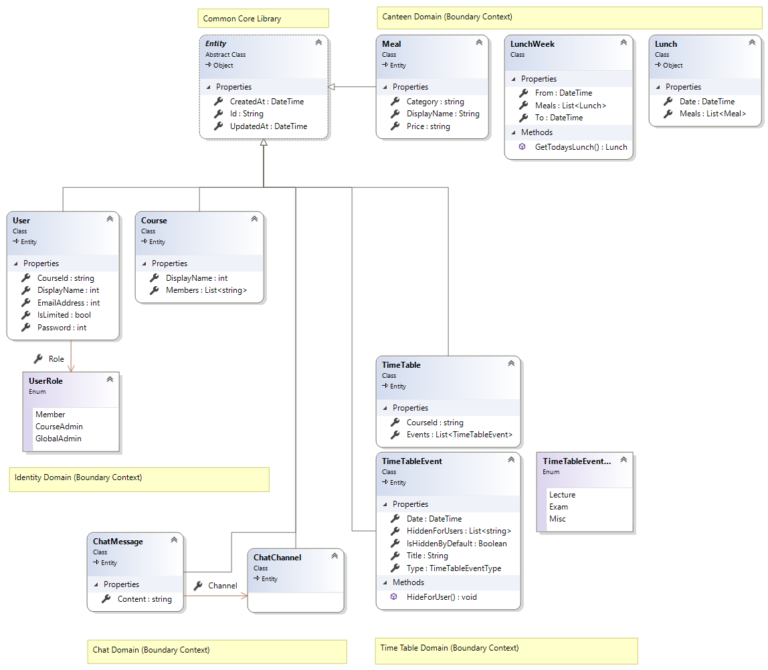 Common Core Library
Canteen Domain (Boundary Context)
Entity
Abstract Class
Object
Properties
CreatedAt : DateTime
Id : String
UpdatedAt : DateTime
Meal
Class
Entity
Properties
Category : string
DisplayName : String
Price : string
LunchWeek
Class
Properties
From : DateTime
Meals : List<Lunch>
To : DateTime
Methods
GetTodaysLunch() : Lunch
Lunch
Class
Object
Properties
Date : DateTime
Meals : List<Meal>
User
Class
Entity
Properties
CourseId : string
DisplayName : int
EmailAddress : int
IsLimited : bool
Password : int
Course
Class
Entity
Properties
DisplayName : int
Members : List<string>
Role
UserRole
Enum
Member
CourseAdmin
GlobalAdmin
Identity Domain (Boundary Context)
TimeTable
Class
Entity
Properties
CourseId : string
Events : List<TimeTableEvent>
TimeTableEvent
Class
Entity
Properties
Date : DateTime
HiddenForUsers : List<string>
IsHiddenByDefault : Boolean
Title : String
Type : TimeTableEventType
Methods
HideForUser() : void
TimeTableEvent...
Enum
Lecture
Exam
Misc
ChatMessage
Class
Entity
Properties
Content : string
Channel
ChatChannel
Class
Entity
Chat Domain (Boundary Context)
Time Table Domain (Boundary Context)